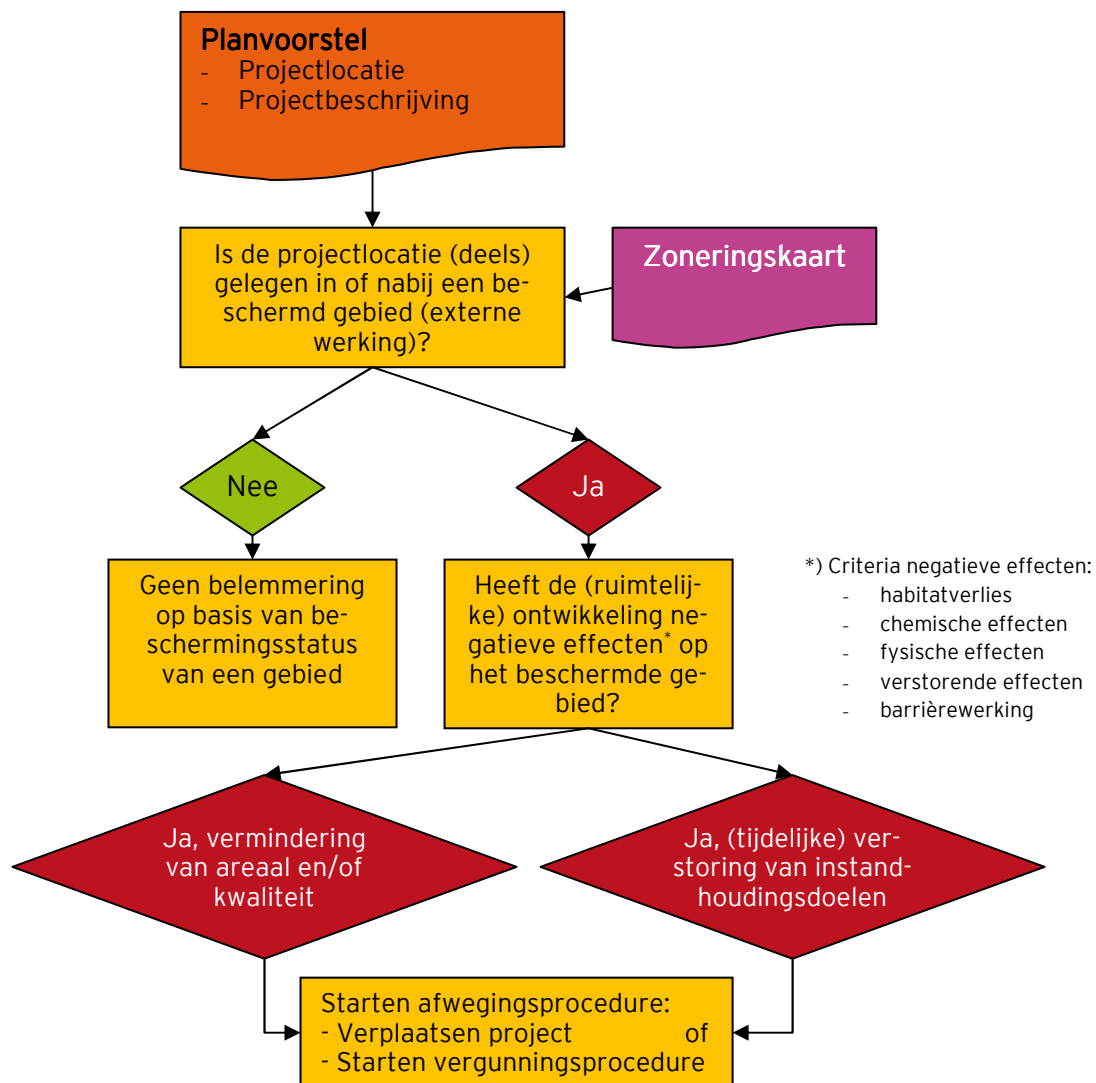 Planvoorstel
- Projectlocatie
- Projectbeschrijving
Is de projectlocatie (deels)
gelegen in of nabij een be-
schermd gebied (externe
werking)?
Zoneringskaart
Nee
Ja
Geen belemmering
op basis van be-
schermingsstatus
van een gebied
Heeft de (ruimtelij-
ke) ontwikkeling ne-
gatieve effecten* op
het beschermde ge-
bied?
*) Criteria negatieve effecten:
- habitatverlies
- chemische effecten
- fysische effecten
- verstorende effecten
- barrièrewerking
Ja, vermindering
van areaal en/of
kwaliteit
Ja, (tijdelijke) ver-
storing van instand-
houdingsdoelen
Starten afwegingsprocedure:
- Verplaatsen project of
- Starten vergunningsprocedure